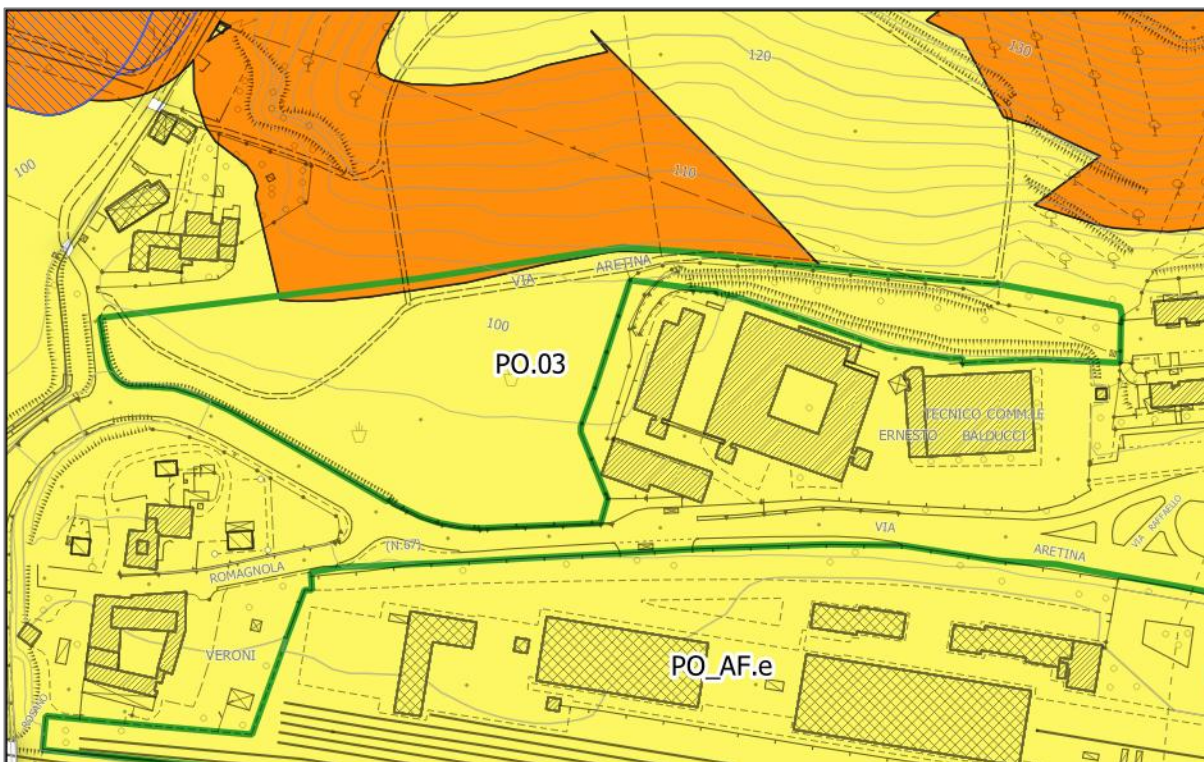 120
130
100
110
VIA ARETINA
100
PO.03
TECNICO COMM.LE
ERNESTO BALDUCCI
VIA RAFFAELLO
VIA
ARETINA
(N.67)
ROMAGNOLA
VERONI
PO_AF.e
ROSANO